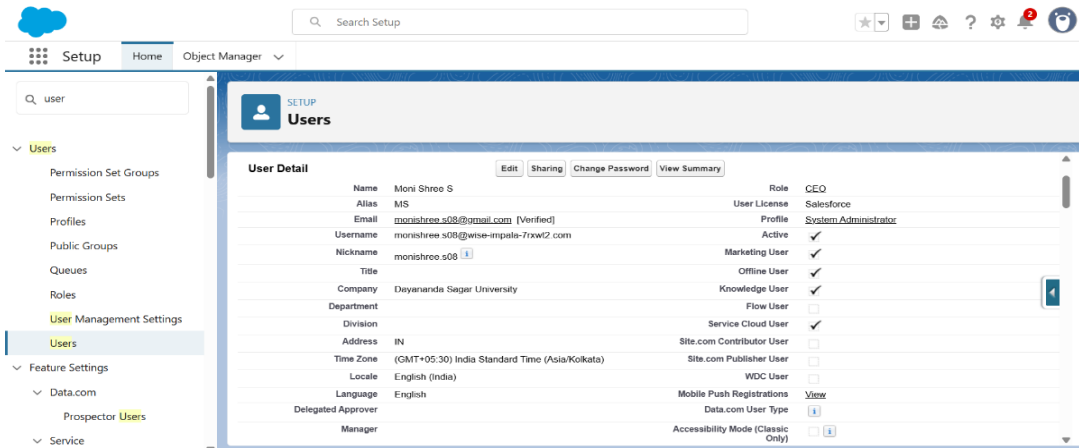 Search Setup
2
Setup Home Object Manager
user
SETUP
Users
Users
Permission Set Groups
Permission Sets
Profiles
Public Groups
Queues
Roles
User Management Settings
Users
Feature Settings
Data.com
Prospector Users
Service
User Detail Edit Sharing Change Password View Summary
Name Moni Shree S Role CEO
Alias MS User License Salesforce
Email monishree.s08@gmail.com [Verified] Profile System Administrator
Username monishree.s08@wise-impala-7rxwt2.com Active
Nickname monishree.s08 i Marketing User
Title Offline User
Company Dayananda Sagar University Knowledge User
Department Flow User
Division Service Cloud User
Address IN Site.com Contributor User
Time Zone (GMT+05:30) India Standard Time (Asia/Kolkata) Site.com Publisher User
Locale English (India) WDC User
Language English Mobile Push Registrations View
Delegated Approver Data.com User Type i
Manager Accessibility Mode (Classic Only) i